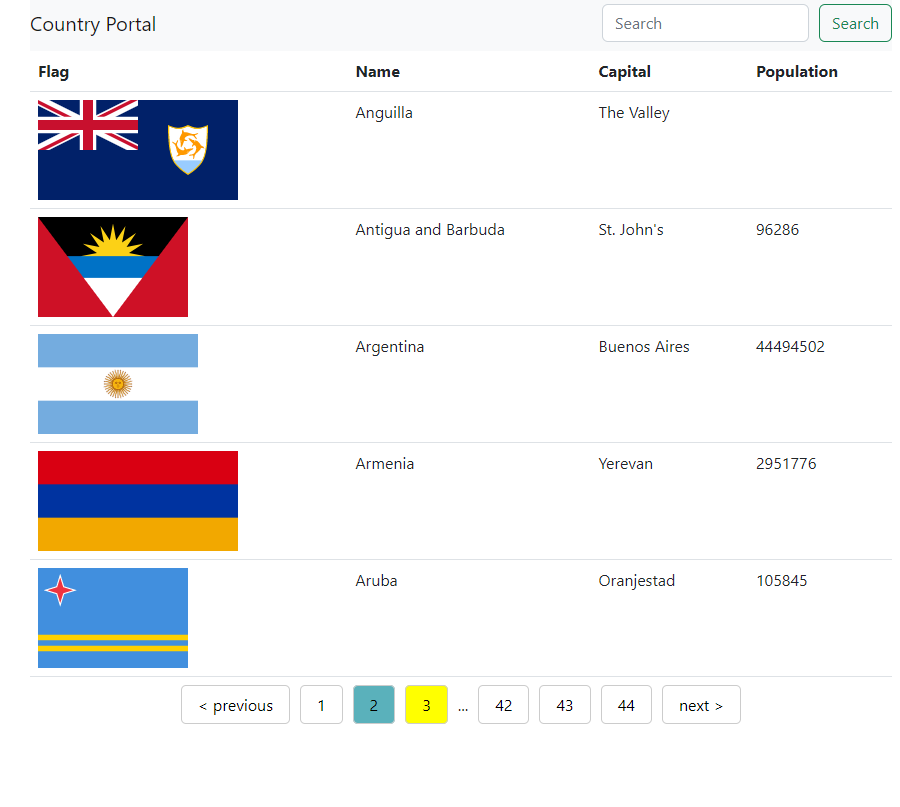 Country Portal Search Search
Flag Name Capital Population
Anguilla The Valley
Antigua and Barbuda St. John's 96286
Argentina Buenos Aires 44494502
Armenia Yerevan 2951776
Aruba Oranjestad 105845
< previous 1 2 3 ... 42 43 44 next >